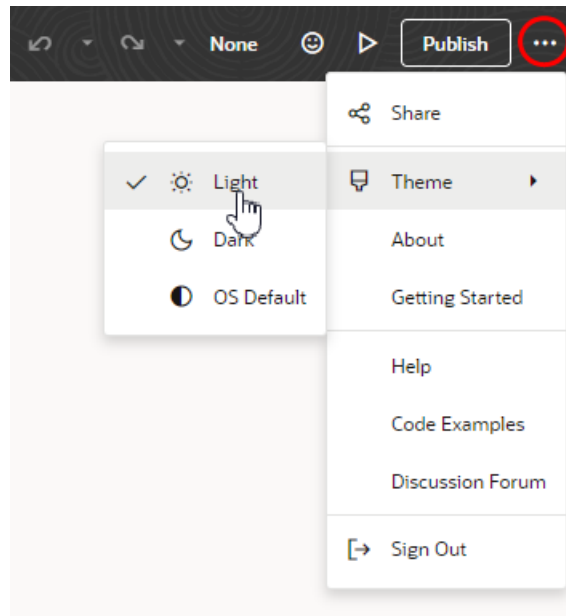 None
Publish
Share
Theme
Light
Dark
OS Default
About
Getting Started
Help
Code Examples
Discussion Forum
Sign Out